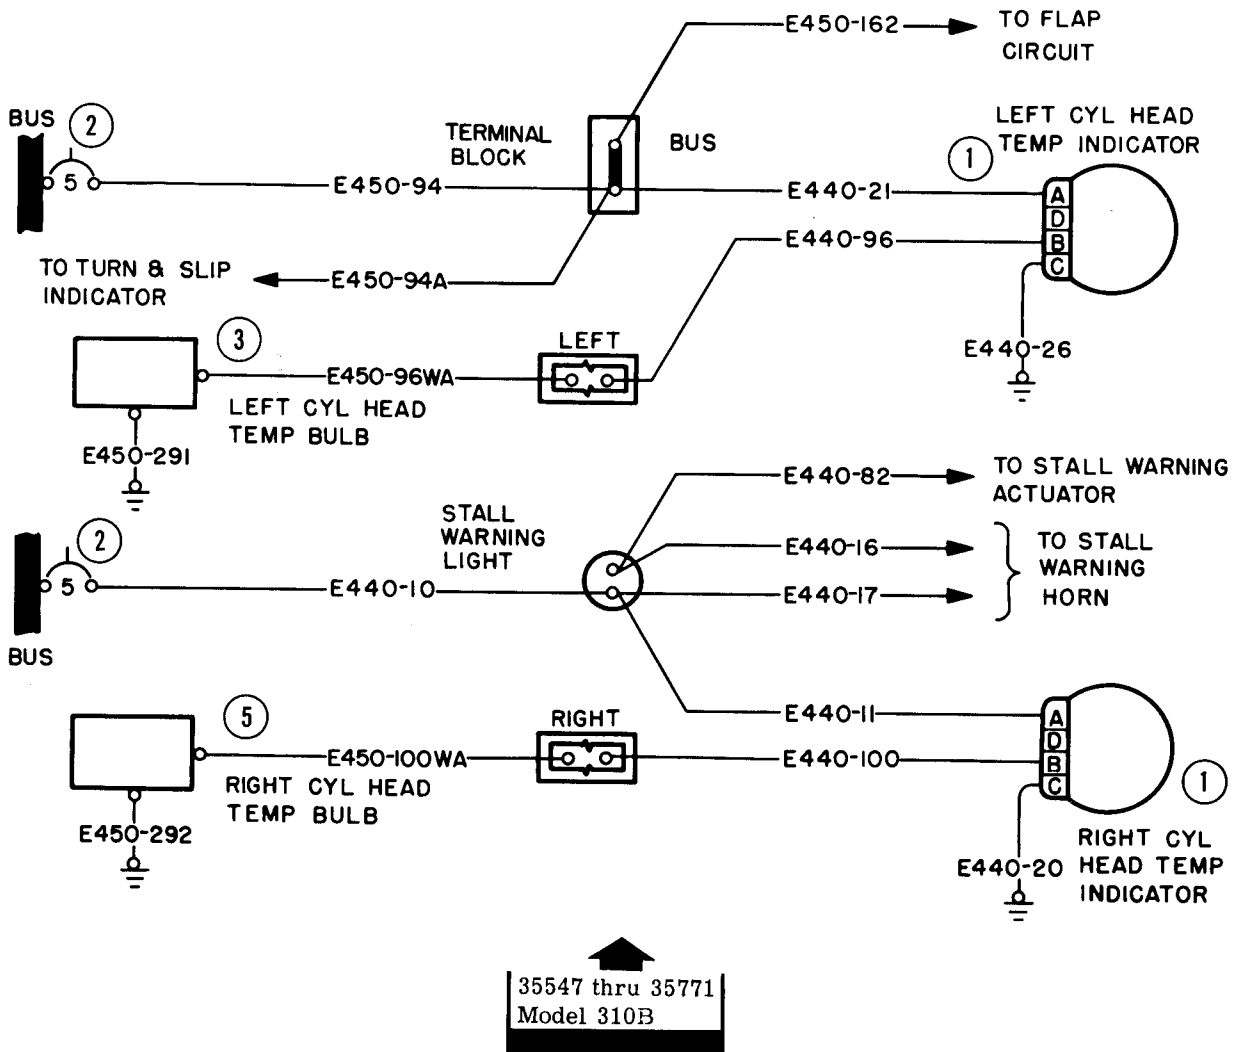 E450-162
TO FLAP
CIRCUIT
BUS
2
5
TERMINAL
BLOCK
BUS
LEFT CYL HEAD
TEMP INDICATOR
1
E450-94
E440-21
A
D
B
C
E440-96
TO TURN & SLIP
INDICATOR
E450-94A
E440-26
3
LEFT
E450-96WA
LEFT CYL HEAD
TEMP BULB
E450-291
E440-82
TO STALL WARNING
ACTUATOR
2
5
BUS
STALL
WARNING
LIGHT
E440-10
E440-16
E440-17
TO STALL
WARNING
HORN
5
RIGHT
E440-11
A
D
B
C
1
E450-100WA
E440-100
RIGHT CYL HEAD
TEMP BULB
E450-292
E440-20
RIGHT CYL
HEAD TEMP
INDICATOR
35547 thru 35771
Model 310B